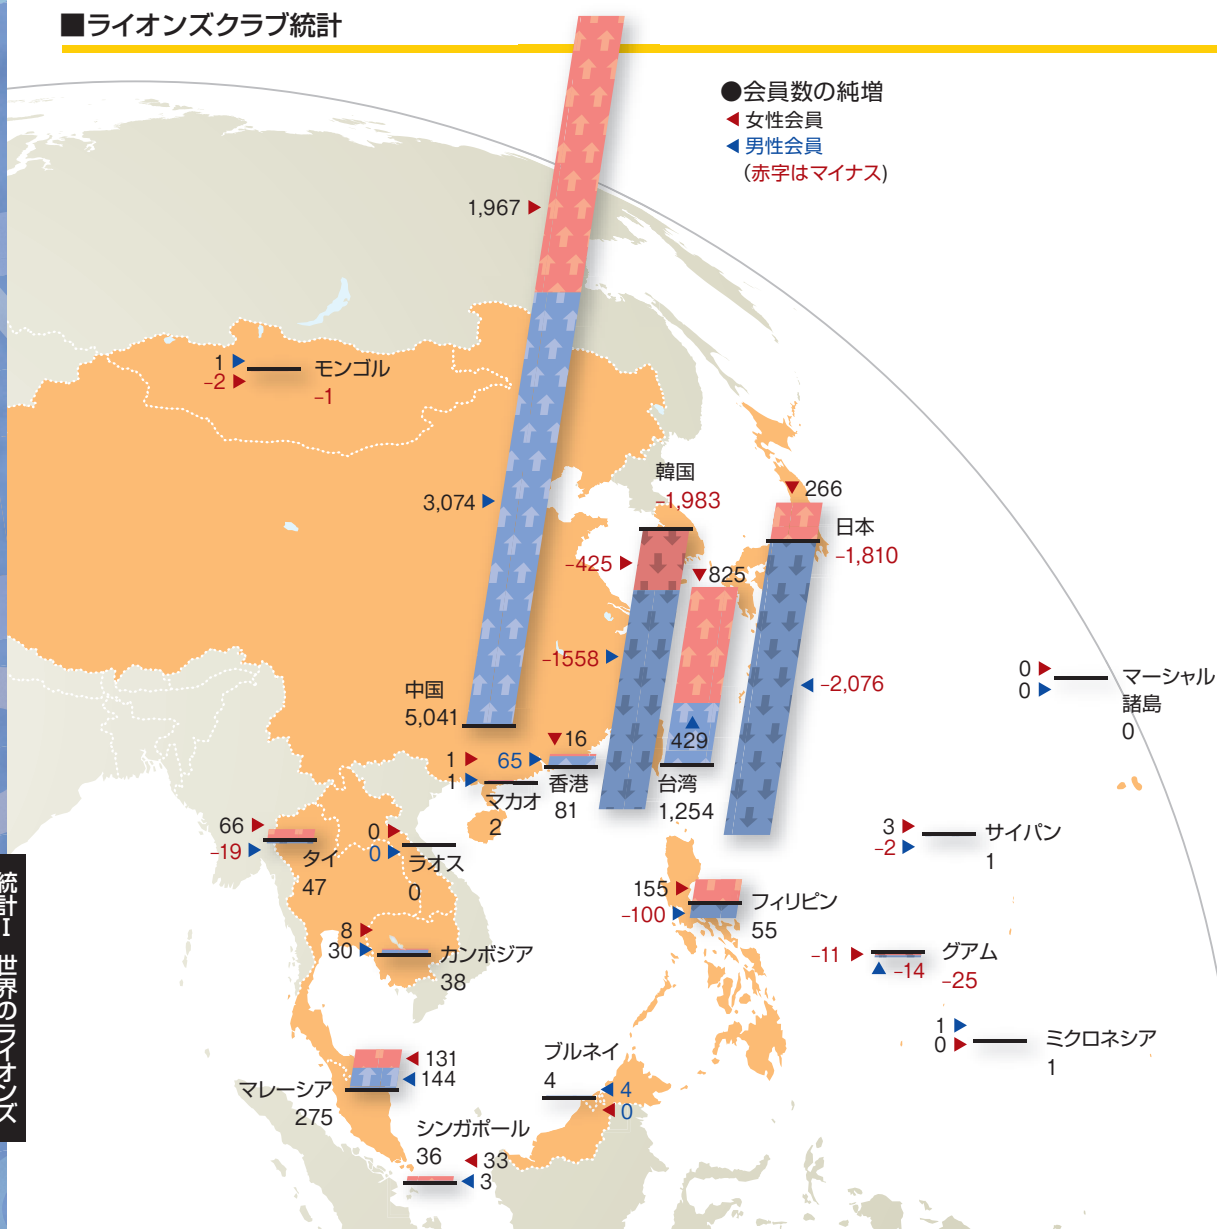 ■ライオンズクラブ統計
●会員数の純増
◀女性会員
◀男性会員
(赤字はマイナス)
1,967
3,074
中国
5,041
1
−2
モンゴル
−1
韓国
−1,983
−425
−1558
266
日本
−1,810
−2,076
825
429
台湾
1,254
16
65
香港
81
1
1
マカオ
2
0
0
マーシャル
諸島
0
66
−19
タイ
47
0
0
ラオス
0
3
−2
サイパン
1
155
−100
フィリピン
55
8
30
カンボジア
38
−11
−14
グアム
−25
1
0
ミクロネシア
1
131
144
マレーシア
275
ブルネイ
4
4
0
シンガポール
36
33
3
統計Ⅰ 世界のライオンズ